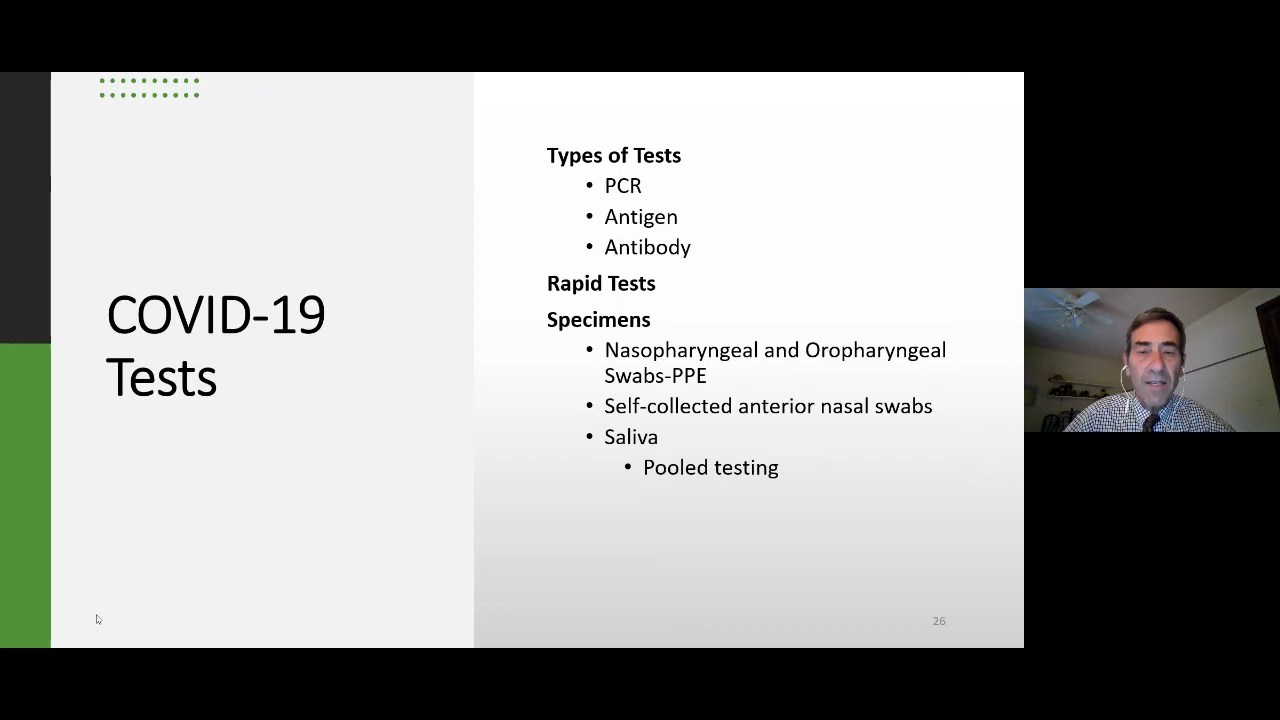 COVID-19
Tests
Types of Tests
• PCR
• Antigen
• Antibody
Rapid Tests
Specimens
• Nasopharyngeal and Oropharyngeal
Swabs-PPE
• Self-collected anterior nasal swabs
• Saliva
• Pooled testing
26